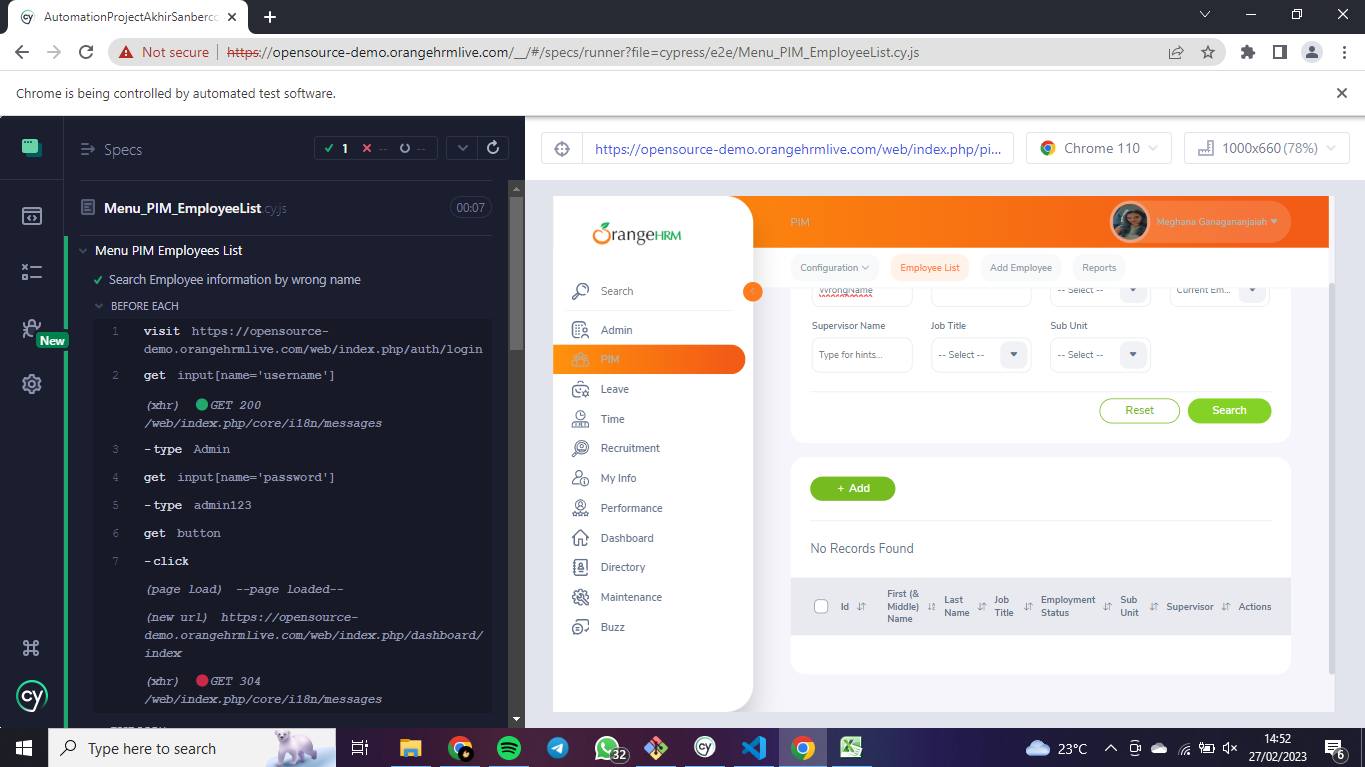 AutomationProjectAkhirSanberco
Not secure https://opensource-demo.orangehrmlive.com/__/#/specs/runner?file=cypress/e2e/Menu_PIM_EmployeeList.cy.js
Chrome is being controlled by automated test software.
Specs
1 -- --
https://opensource-demo.orangehrmlive.com/web/index.php/pi...
Chrome 110
1000x660 (78%)
Menu_PIM_EmployeeList.cy.js 00:07
Menu PIM Employees List
Search Employee information by wrong name
BEFORE EACH
1 visit https://opensource-
demo.orangehrmlive.com/web/index.php/auth/login
2 get input[name='username']
(xhr) GET 200
/web/index.php/core/i18n/messages
3 -type Admin
4 get input[name='password']
5 -type admin123
6 get button
7 -click
(page load) --page loaded--
(new url) https://opensource-
demo.orangehrmlive.com/web/index.php/dashboard/
index
(xhr) GET 304
/web/index.php/core/i18n/messages
New
cy
OrangeHRM
Search
Admin
PIM
Leave
Time
Recruitment
My Info
Performance
Dashboard
Directory
Maintenance
Buzz
PIM
Meghana Ganagananjaiah
Configuration Employee List Add Employee Reports
WrongName -- Select -- Current Em...
Supervisor Name Job Title Sub Unit
Type for hints... -- Select -- -- Select --
Reset Search
+ Add
No Records Found
Id First (& Middle) Name Last Name Job Title Employment Status Sub Unit Supervisor Actions
Type here to search
32
cy
23°C
14:52
27/02/2023
6